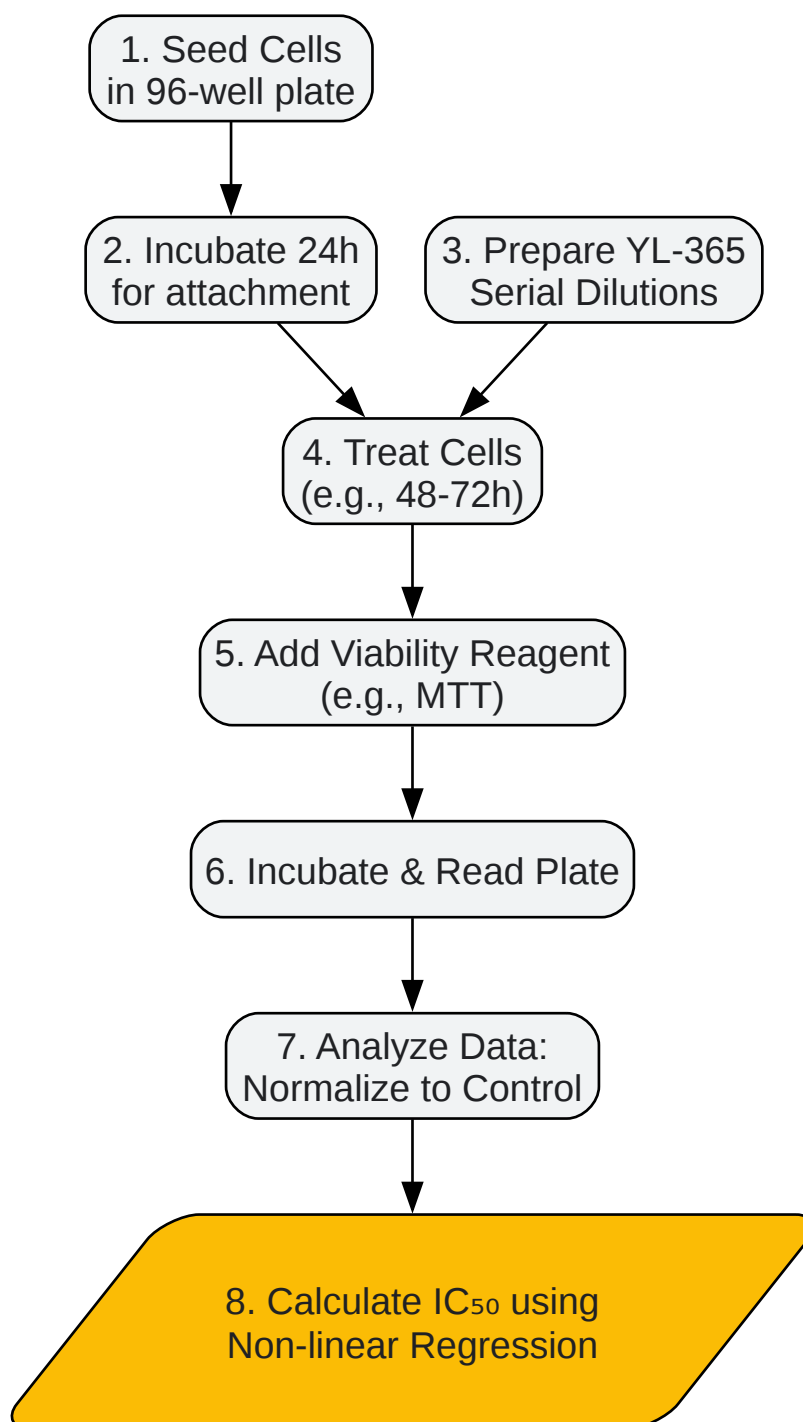 1. Seed Cells
in 96-well plate
2. Incubate 24h
for attachment
3. Prepare YL-365
Serial Dilutions
4. Treat Cells
(e.g., 48-72h)
5. Add Viability Reagent
(e.g., MTT)
6. Incubate & Read Plate
7. Analyze Data:
Normalize to Control
8. Calculate IC₅₀ using
Non-linear Regression